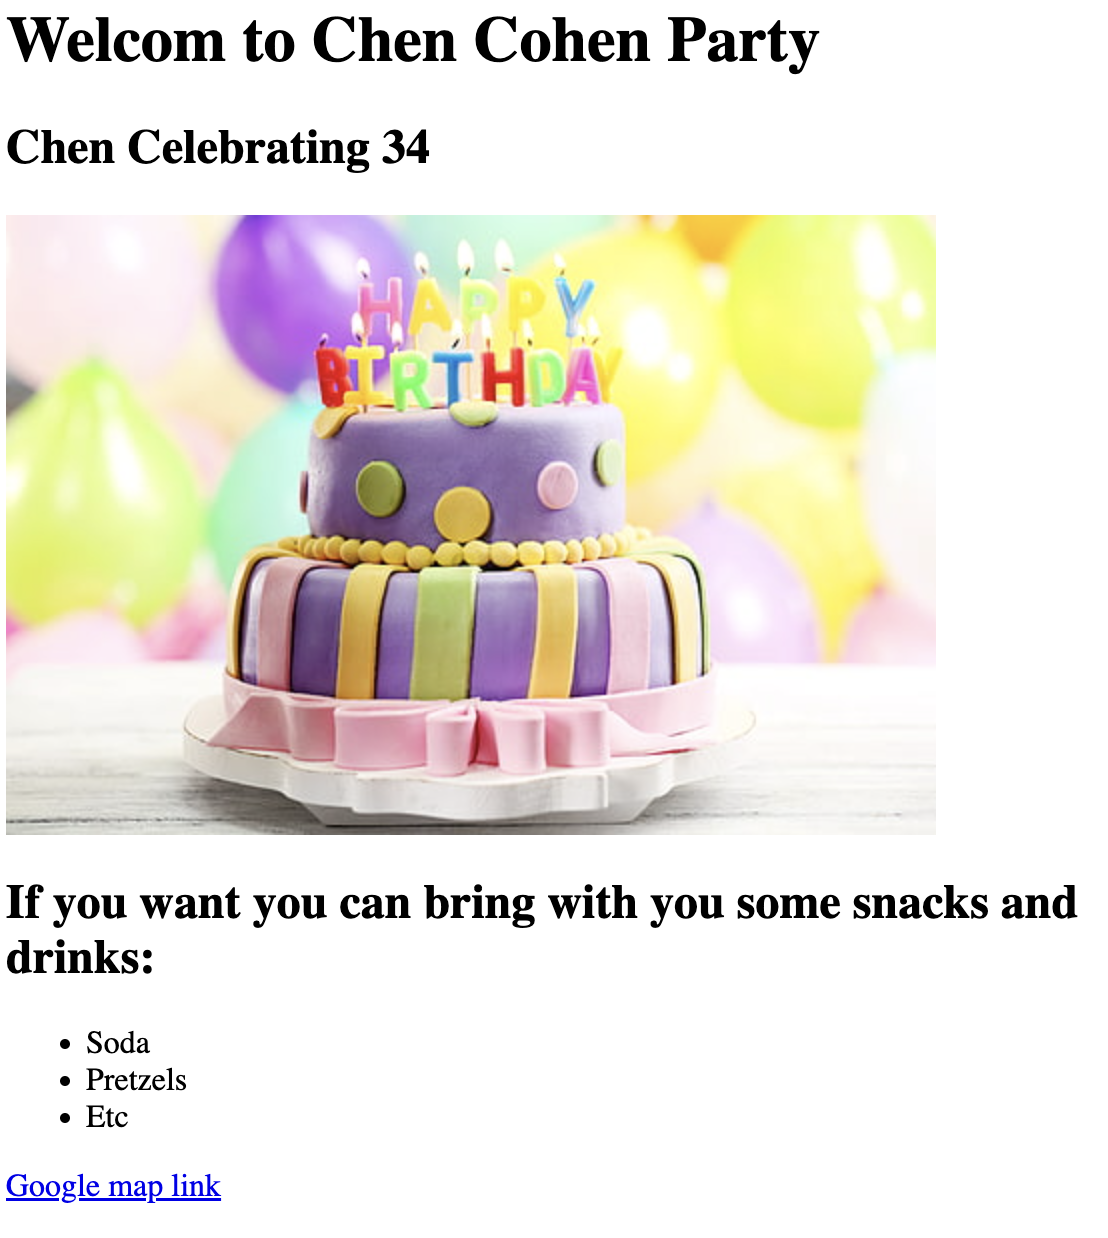 Welcom to Chen Cohen Party
Chen Celebrating 34
HAPPY
BIRTHDAY
If you want you can bring with you some snacks and
drinks:
Soda
Pretzels
Etc
Google map link